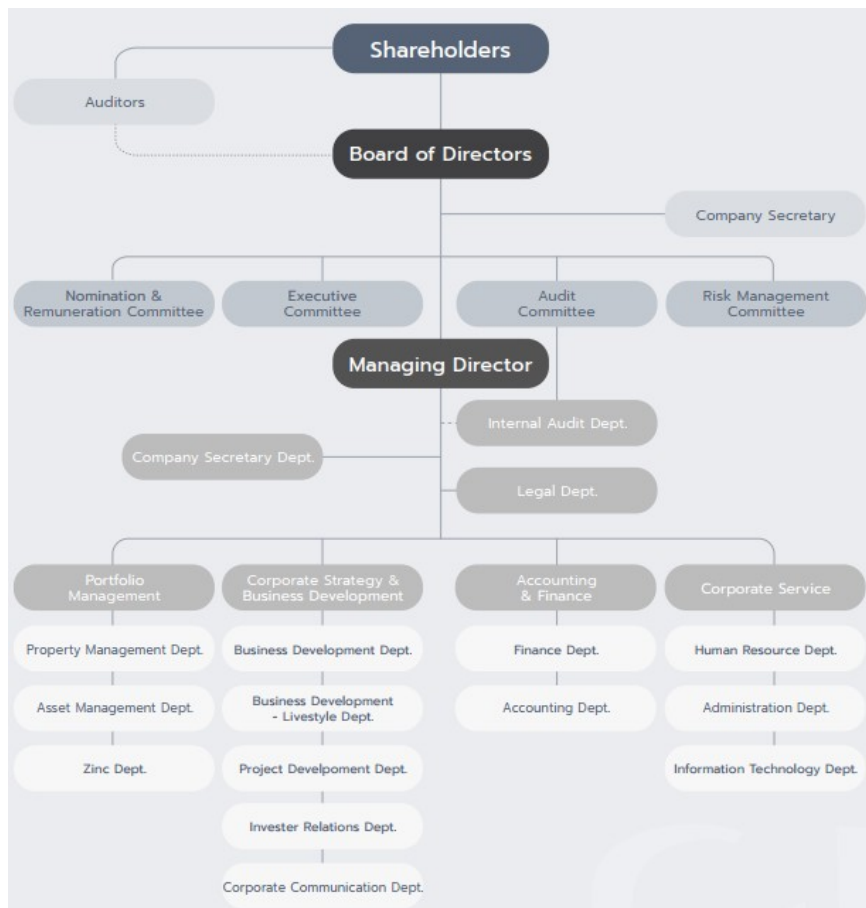 Shareholders
Auditors
Board of Directors
Company Secretary
Nomination &
Remuneration Committee
Executive
Committee
Audit
Committee
Risk Management
Committee
Managing Director
Internal Audit Dept.
Company Secretary Dept.
Legal Dept.
Portfolio
Management
Corporate Strategy &
Business Development
Accounting
& Finance
Corporate Service
Property Management Dept.
Business Development Dept.
Finance Dept.
Human Resource Dept.
Asset Management Dept.
Business Development
- Livestyle Dept.
Accounting Dept.
Administration Dept.
Zinc Dept.
Project Develpoment Dept.
Information Technology Dept.
Invester Relations Dept.
Corporate Communication Dept.